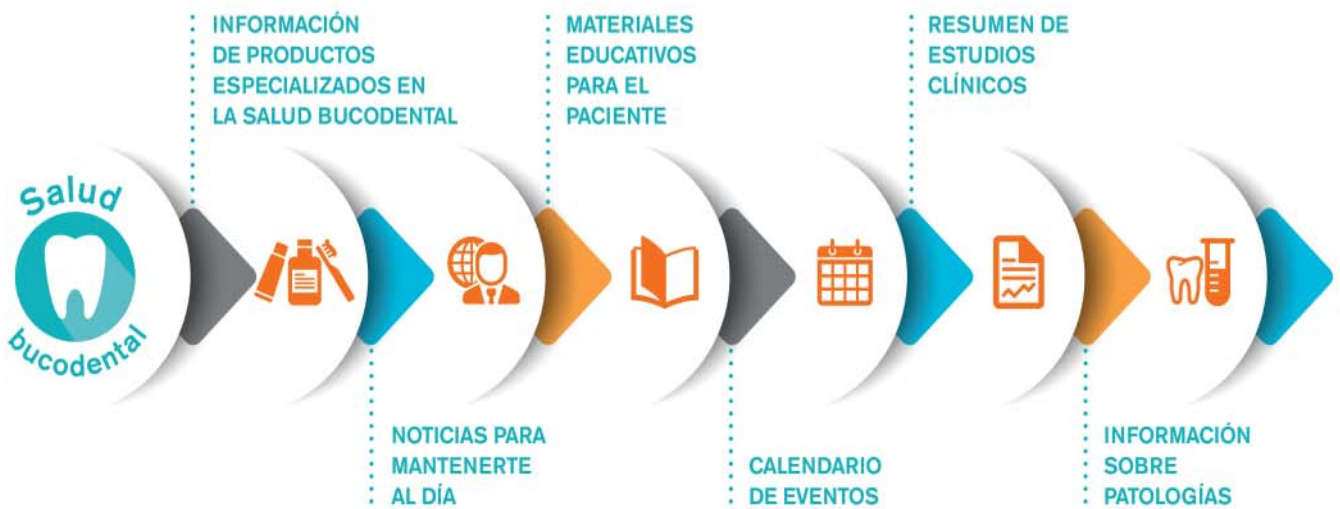 Salud
bucodental
INFORMACIÓN
DE PRODUCTOS
ESPECIALIZADOS EN
LA SALUD BUCODENTAL
NOTICIAS PARA
MANTENERTE
AL DÍA
MATERIALES
EDUCATIVOS
PARA EL
PACIENTE
CALENDARIO
DE EVENTOS
RESUMEN DE
ESTUDIOS
CLÍNICOS
INFORMACIÓN
SOBRE
PATOLOGÍAS